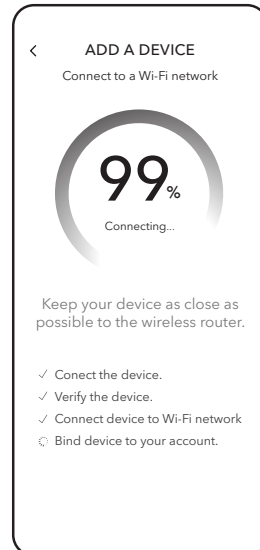 ADD A DEVICE
Connect to a Wi-Fi network
99%
Connecting...
Keep your device as close as
possible to the wireless router.
Conect the device.
Verify the device.
Connect device to Wi-Fi network
Bind device to your account.